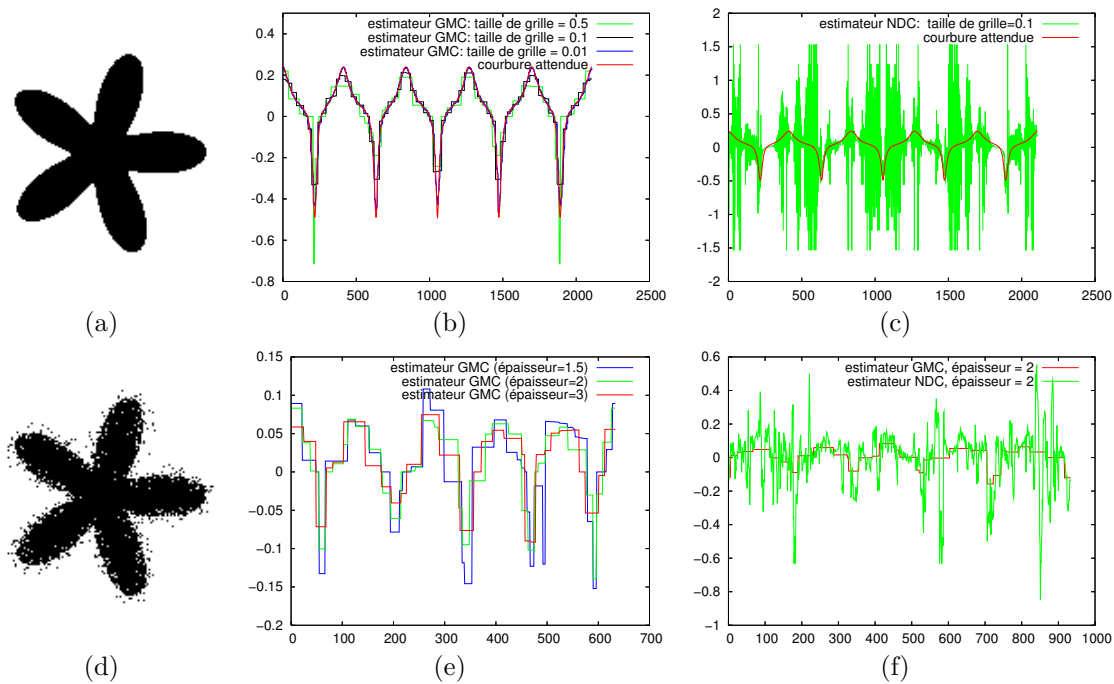 estimateur GMC: taille de grille = 0.5
estimateur GMC: taille de grille = 0.1
estimateur GMC: taille de grille = 0.01
courbure attendue
0.4
0.2
0
−0.2
−0.4
−0.6
−0.8
0 500 1000 1500 2000 2500
estimateur NDC: taille de grille=0.1
courbure attendue
2
1.5
1
0.5
0
−0.5
−1
−1.5
−2
0 500 1000 1500 2000 2500
(a) (b) (c)
estimateur GMC (épaisseur=1.5)
estimateur GMC (épaisseur=2)
estimateur GMC (épaisseur=3)
0.15
0.1
0.05
0
−0.05
−0.1
−0.15
−0.2
0 100 200 300 400 500 600 700
estimateur GMC, épaisseur = 2
estimateur NDC, épaisseur = 2
0.6
0.4
0.2
0
−0.2
−0.4
−0.6
−0.8
−1
0 100 200 300 400 500 600 700 800 900 1000
(d) (e) (f)